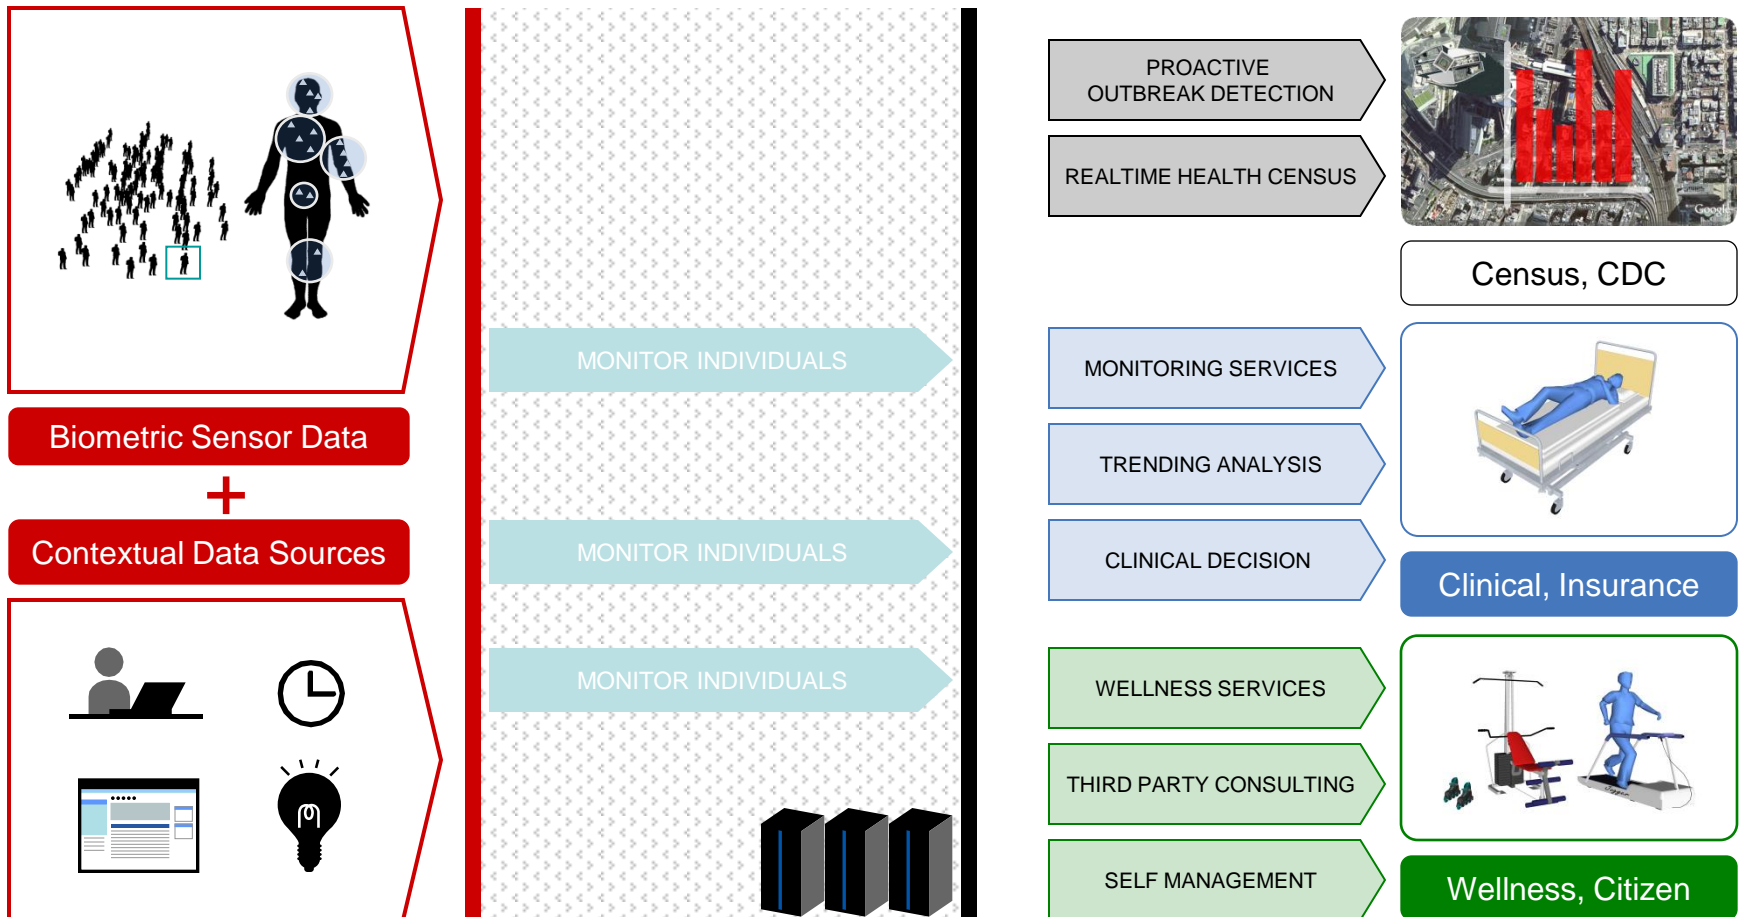 PROACTIVE
OUTBREAK DETECTION
REALTIME HEALTH CENSUS
Google
Census, CDC
MONITOR INDIVIDUALS
MONITORING SERVICES
Biometric Sensor Data
+
TRENDING ANALYSIS
Contextual Data Sources
MONITOR INDIVIDUALS
CLINICAL DECISION
Clinical, Insurance
MONITOR INDIVIDUALS
WELLNESS SERVICES
THIRD PARTY CONSULTING
SELF MANAGEMENT
Wellness, Citizen